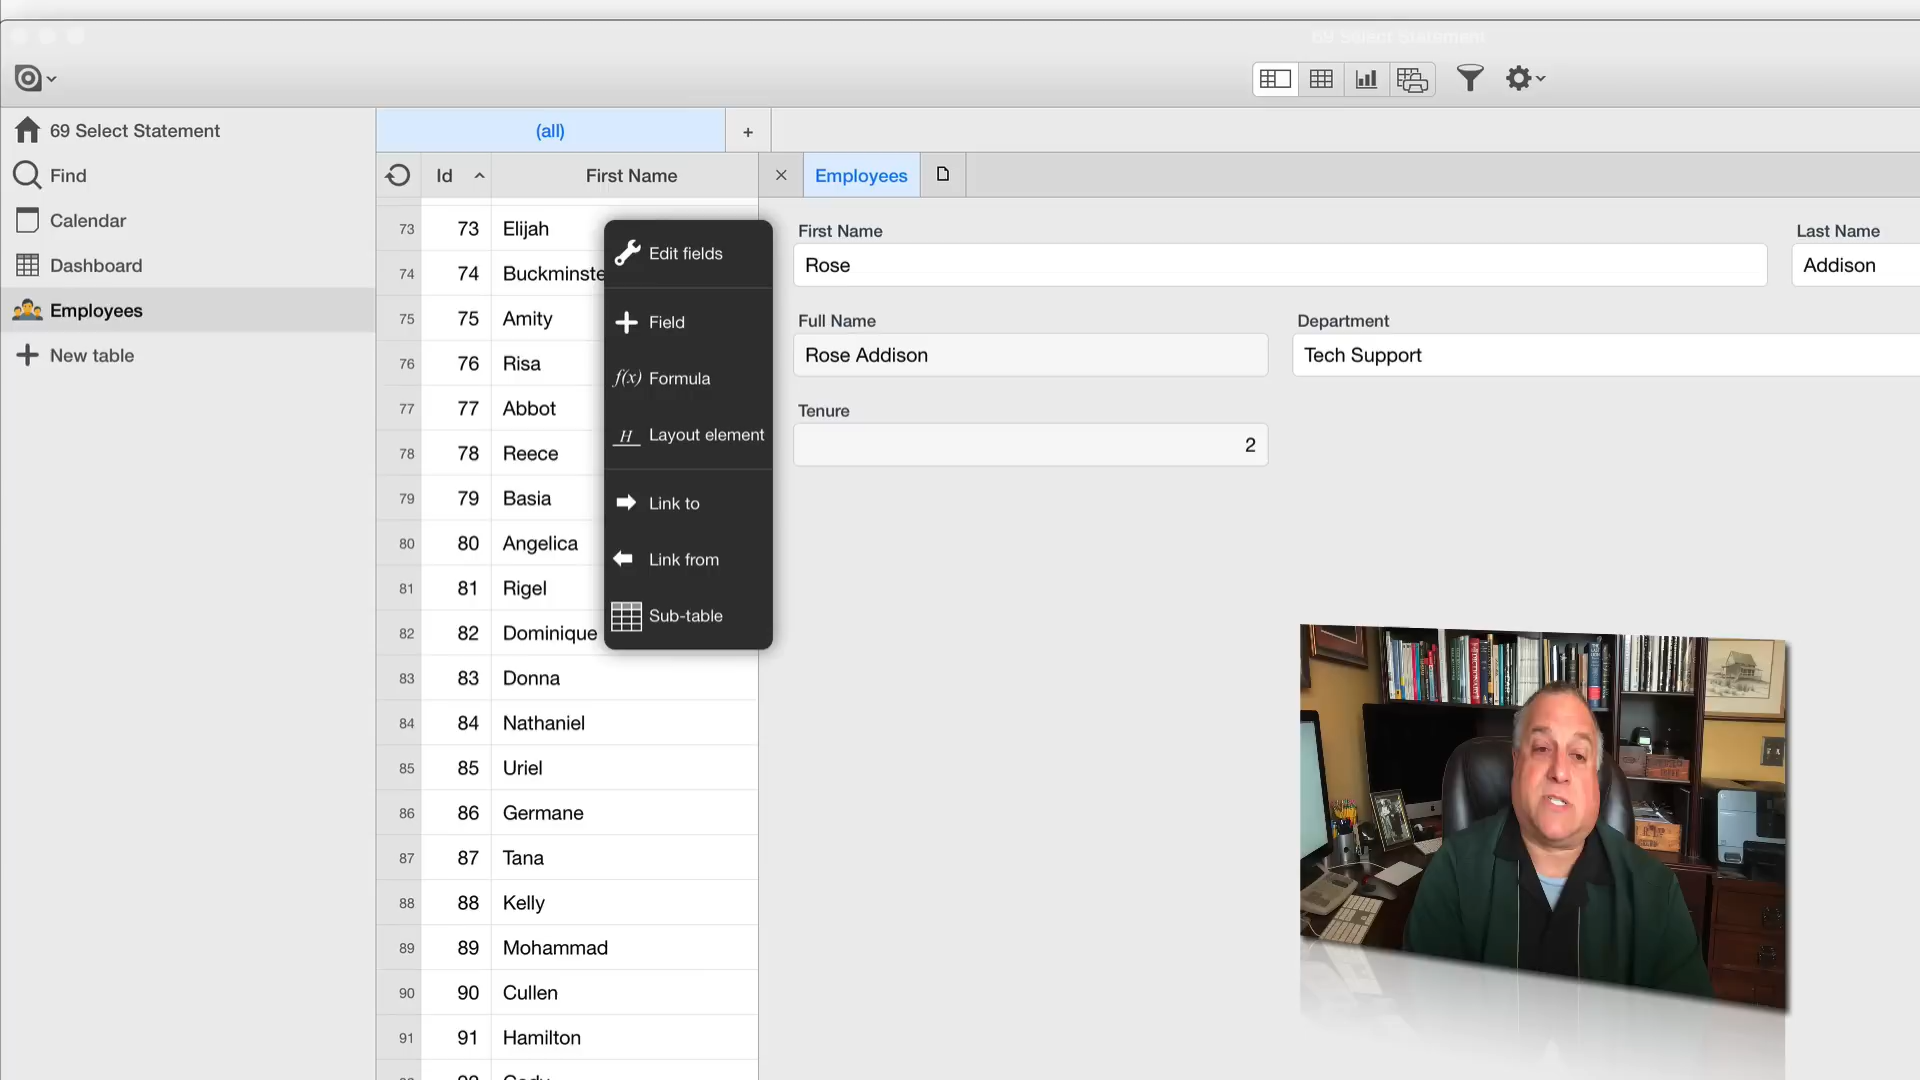 69 Select Statement
69 Select Statement
Find
Calendar
Dashboard
Employees
New table
(all)
+
Id
First Name
Employees
73 73 Elijah
74 74 Buckminste
75 75 Amity
76 76 Risa
77 77 Abbot
78 78 Reece
79 79 Basia
80 80 Angelica
81 81 Rigel
82 82 Dominique
83 83 Donna
84 84 Nathaniel
85 85 Uriel
86 86 Germane
87 87 Tana
88 88 Kelly
89 89 Mohammad
90 90 Cullen
91 91 Hamilton
Edit fields
Field
f(x) Formula
H Layout element
Link to
Link from
Sub-table
First Name
Rose
Last Name
Addison
Full Name
Rose Addison
Department
Tech Support
Tenure
2